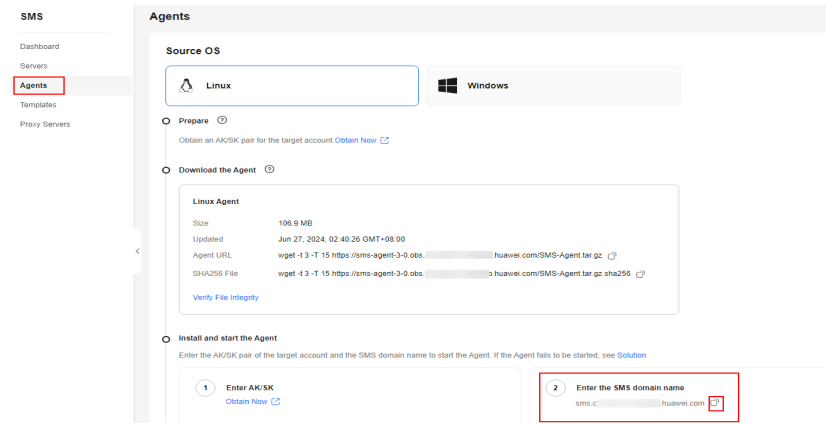 SMS
Dashboard
Servers
Agents
Templates
Proxy Servers
Agents
Source OS
Linux
Windows
Prepare ?
Obtain an AK/SK pair for the target account.Obtain Now
Download the Agent ?
Linux Agent
Size 106.9 MB
Updated Jun 27, 2024, 02:40:26 GMT+08:00
Agent URL wget -t 3 -T 15 https://sms-agent-3-0.obs. .huawei.com/SMS-Agent.tar.gz
SHA256 File wget -t 3 -T 15 https://sms-agent-3-0.obs. .huawei.com/SMS-Agent.tar.gz.sha256
Verify File Integrity
Install and start the Agent
Enter the AK/SK pair of the target account and the SMS domain name to start the Agent. If the Agent fails to be started, see Solution
1 Enter AK/SK
Obtain Now
2 Enter the SMS domain name
sms.c .huawei.com